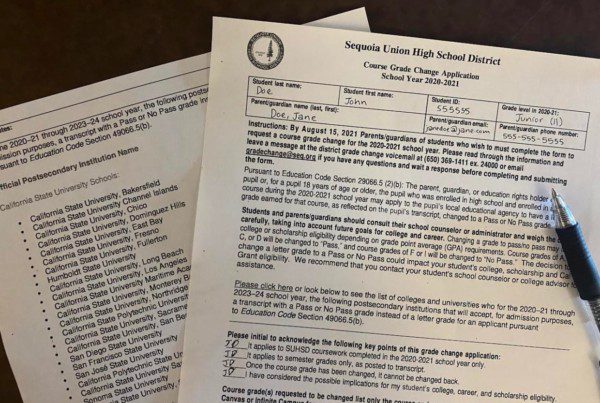 Sequoia Union High School District
Course Grade Change Application
School Year 2020-2021
Student last name:
Doe
Student first name:
John
Student ID:
555555
Grade level in 2020-21:
Junior (11)
Parent/guardian name (last, first):
Doe, Jane
Parent/guardian email
janedoe@jane.com
Parent/guardian phone number
555-555-5555
Instructions: By August 15, 2021 Parents/guardians of students who wish to must complete the form to
request a course grade change for the 2020-2021 school year. Please read through the information and
leave a message at the district grade change voicemail at (650) 369-1411 ex. 24000 or email
gradechange@seq.org if you have any questions and wait a response before completing and submitting
the form.
Pursuant to Education Code Section 29066.5 (2)(b): The parent, guardian, or education rights holder
pupil or, for a pupil 18 years of age or older, the pupil who was enrolled in high school and enrolled in
course during the 2020-2021 school year may apply to the pupil's local educational agency to have a
grade earned for that course, as reflected on the pupil's transcript, changed to a Pass or No Pass grade
Students and parents/guardians should consult their school counselor or administrator and weigh the
carefully, taking into account future goals for college and career. Changing a grade to pass/no pass
college or scholarship eligibility depending on grade point average (GPA) requirements. Course grades of A
C, or D will be changed to "Pass," and course grades of F or I will be changed to "No Pass." The decision
change a letter grade to a Pass or No Pass could impact your student's college, scholarship and Cal
Grant eligibility. We recommend that you contact your student's school counselor or college advisor for
assistance.
Please click here or look below to see the list of colleges and universities who for the 2020–21 through
2023–24 school year, the following postsecondary institutions that will accept, for admission purposes,
a transcript with a Pass or No Pass grade instead of a letter grade for an applicant pursuant
to Education Code Section 49066.5(b).
Please initial to acknowledge the following key points of this grade change application:
JD It applies to SUHSD coursework completed in the 2020-2021 school year only.
JD It applies to semester grades only, as posted to transcript.
JD Once the course grade has been changed, it cannot be changed back.
JD I have considered the possible implications for my student's college, career, and scholarship eligibility.
Course grade(s) requested to be changed list only the course
Canvas or Infinite
2020–21 through 2023–24 school year, the following
admission purposes, a transcript with a Pass or No Pass grade
pursuant to Education Code Section 49066.5(b).
Official Postsecondary Institution Name
California State University Schools:
California State University, Bakersfield
California State University Channel Islands
California State University, Chico
California State University, Dominguez Hills
California State University, East Bay
California State University, Fresno
California State University, Fullerton
Humboldt State University
California State University, Long Beach
California State University, Los Angeles
California State University Maritime
California State University, Monterey
California State University, Northridge
California State Polytechnic University
California State University, Sacramento
California State University, San
San Diego State University
San Francisco State University
San José State University
California Polytechnic State
California State University
Sonoma State University